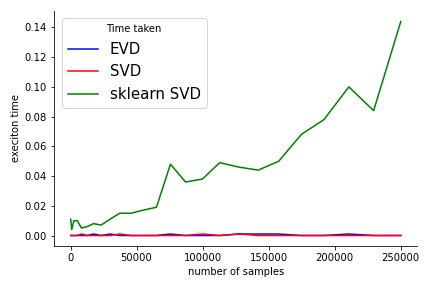 Time taken
EVD
SVD
sklearn SVD
0.14
0.12
0.10
0.08
0.06
0.04
0.02
0.00
execiton time
0 50000 100000 150000 200000 250000
number of samples